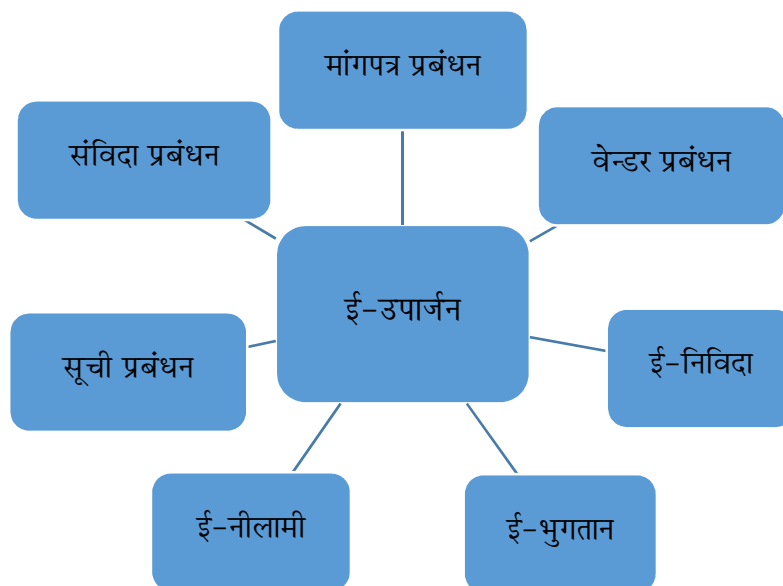 मांगपत्र प्रबंधन
संविदा प्रबंधन
वेन्डर प्रबंधन
ई-उपार्जन
सूची प्रबंधन
ई-निविदा
ई-नीलामी
ई-भुगतान